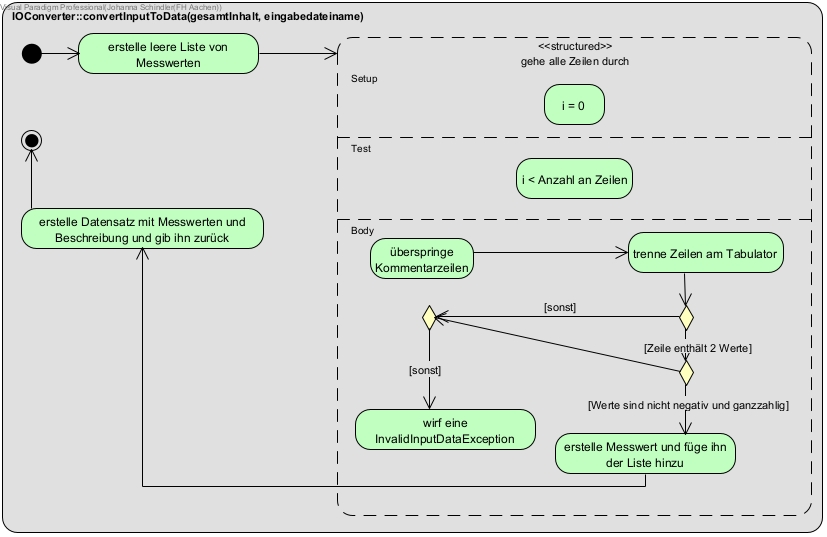 Visual Paradigm Professional(Johanna Schindler(FH Aachen))
IOConverter::convertInputToData(gesamtInhalt, eingabedateiname)
erstelle leere Liste von
Messwerten
<<structured>>
gehe alle Zeilen durch
Setup
i = 0
Test
i < Anzahl an Zeilen
erstelle Datensatz mit Messwerten und
Beschreibung und gib ihn zurück
Body
überspringe
Kommentarzeilen
trenne Zeilen am Tabulator
[sonst]
[Zeile enthält 2 Werte]
[sonst]
[Werte sind nicht negativ und ganzzahlig]
wirf eine
InvalidInputDataException
erstelle Messwert und füge ihn
der Liste hinzu